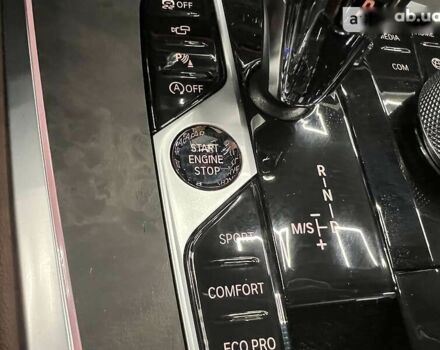 OFF
P
A OFF
START
ENGINE
STOP
SPORT
COMFORT
ECO PRO
MEDIA
COM
R
N
D
M/S
+
ab.ua